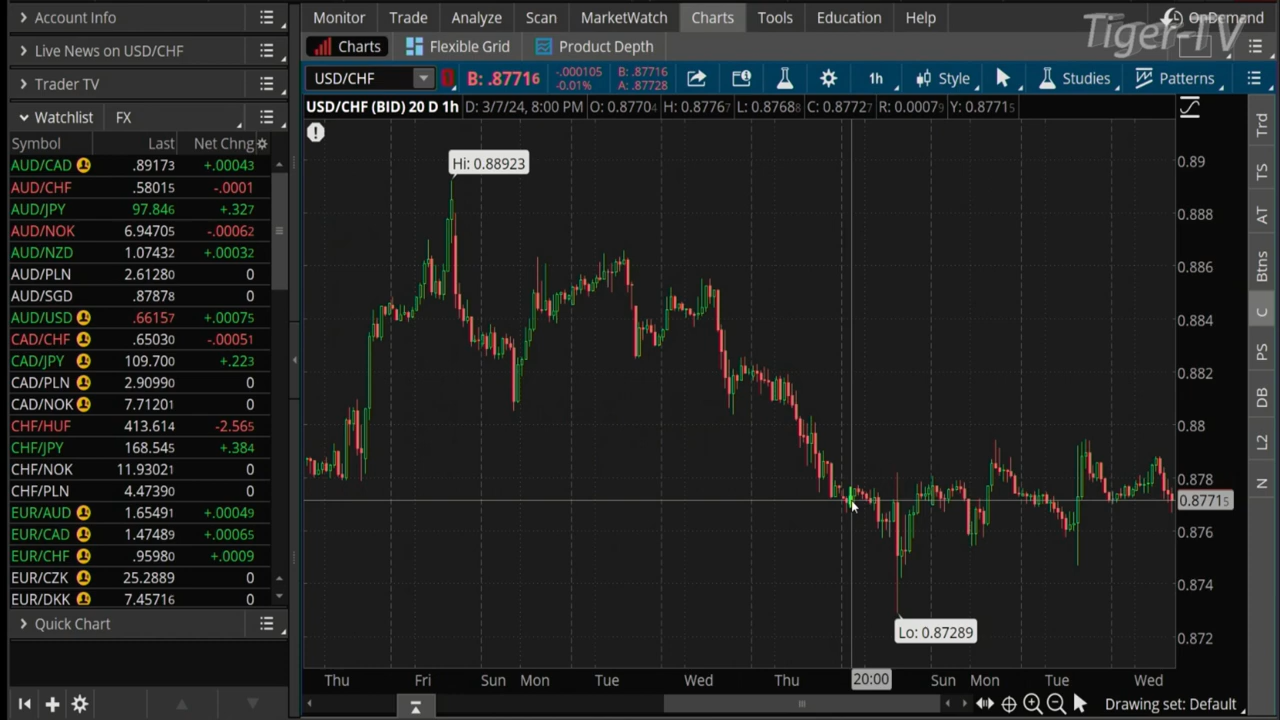 Account Info
Live News on USD/CHF
Trader TV
Watchlist FX
Symbol Last Net Chng
AUD/CAD .89173 +.00043
AUD/CHF .58015 -.0001
AUD/JPY 97.846 +.327
AUD/NOK 6.94705 -.00062
AUD/NZD 1.07432 +.00032
AUD/PLN 2.61280 0
AUD/SGD .87878 0
AUD/USD .66157 +.00075
CAD/CHF .65030 -.00051
CAD/JPY 109.700 +.223
CAD/PLN 2.90990 0
CAD/NOK 7.71201 0
CHF/HUF 413.614 -2.565
CHF/JPY 168.545 +.384
CHF/NOK 11.93021 0
CHF/PLN 4.47390 0
EUR/AUD 1.65491 +.00049
EUR/CAD 1.47489 +.00065
EUR/CHF .95980 +.0009
EUR/CZK 25.2889 0
EUR/DKK 7.45716 0
Quick Chart
Monitor Trade Analyze Scan MarketWatch Charts Tools Education Help
OnDemand
Tiger-TV
Charts Flexible Grid Product Depth
USD/CHF B: .87716 -.000105 -0.01% B: .87716 A: .87728 1h Style Studies Patterns
USD/CHF (BID) 20 D 1h D: 3/7/24, 8:00 PM O: 0.87704 H: 0.87767 L: 0.87688 C: 0.87727 R: 0.00079 Y: 0.87715
Hi: 0.88923
0.89
0.888
0.886
0.884
0.882
0.88
0.878
0.87715
0.876
0.874
0.872
Lo: 0.87289
Thu Fri Sun Mon Tue Wed Thu 20:00 Sun Mon Tue Wed
Drawing set: Default
Trd
TS
AT
Btns
C
PS
DB
L2
N